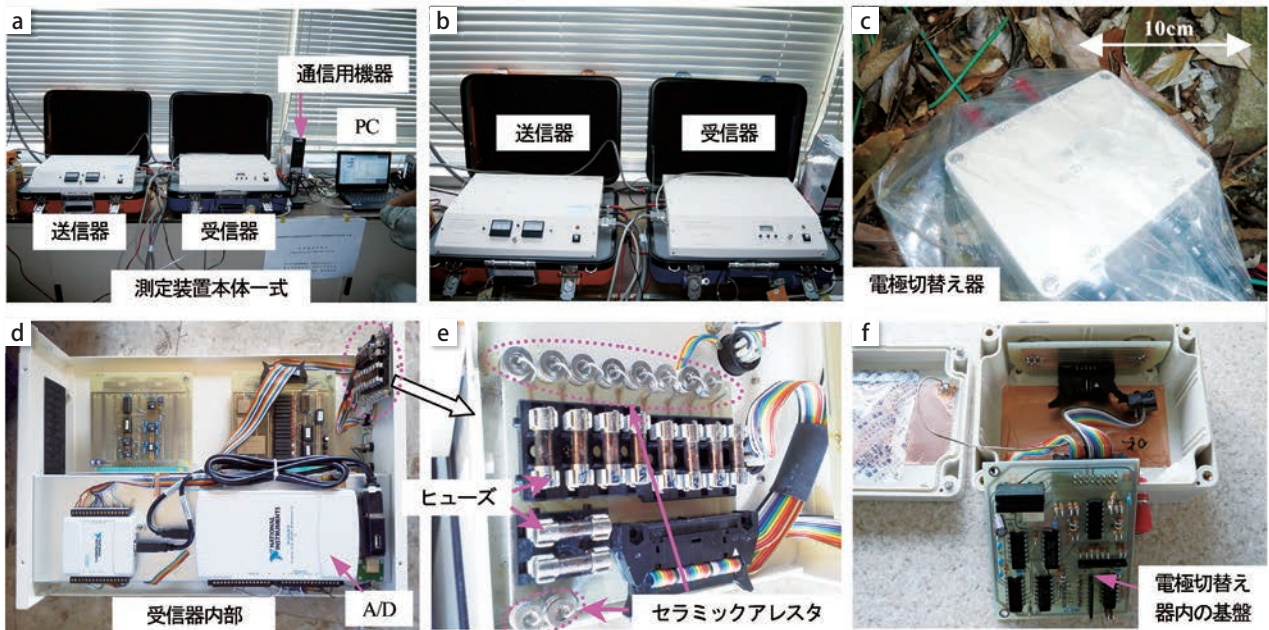 a
通信用機器
PC
送信器
受信器
測定装置本体一式
b
送信器
受信器
c
10cm
電極切替え器
d
NATIONAL
INSTRUMENTS
受信器内部
A/D
e
ヒューズ
セラミックアレスタ
f
電極切替え
器内の基盤